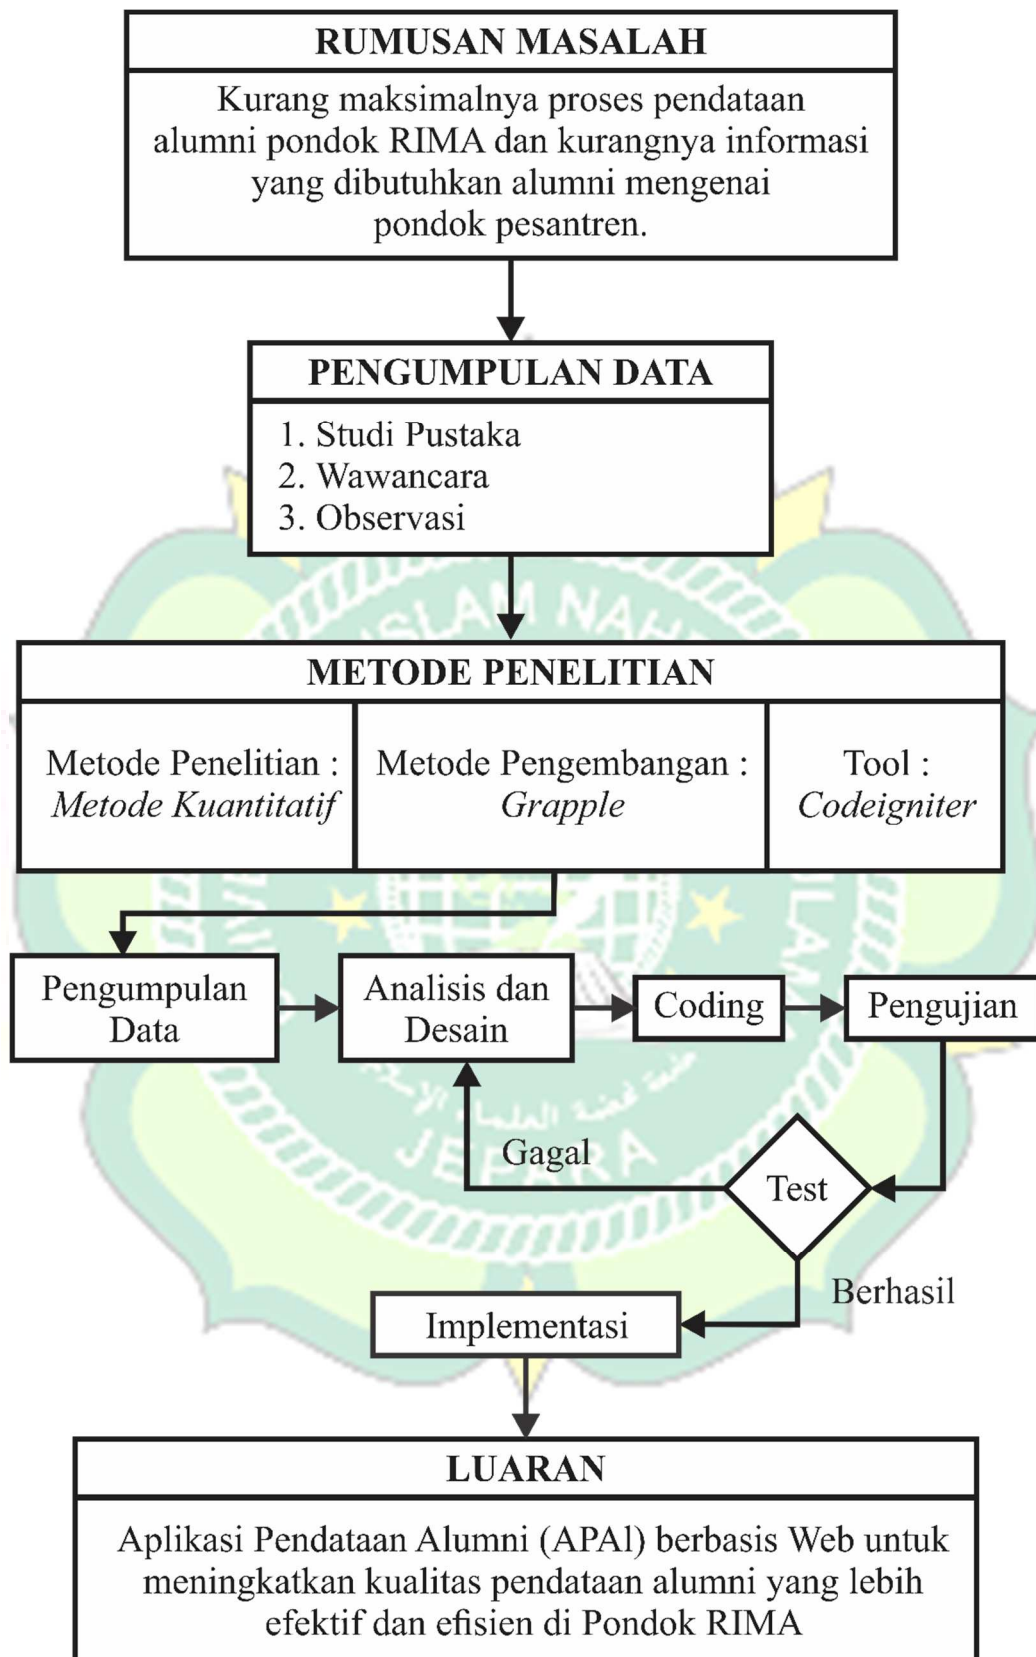 RUMUSAN MASALAH
Kurang maksimalnya proses pendataan
alumni pondok RIMA dan kurangnya informasi
yang dibutuhkan alumni mengenai
pondok pesantren.
PENGUMPULAN DATA
1. Studi Pustaka
2. Wawancara
3. Observasi
ISLAM NAH
METODE PENELITIAN
Metode Penelitian :
Metode Kuantitatif
Metode Pengembangan :
Grapple
Tool :
Codeigniter
Pengumpulan
Data
Analisis dan
Desain
Coding
Pengujian
JEPARA
Gagal
Test
Berhasil
Implementasi
LUARAN
Aplikasi Pendataan Alumni (APAl) berbasis Web untuk
meningkatkan kualitas pendataan alumni yang lebih
efektif dan efisien di Pondok RIMA